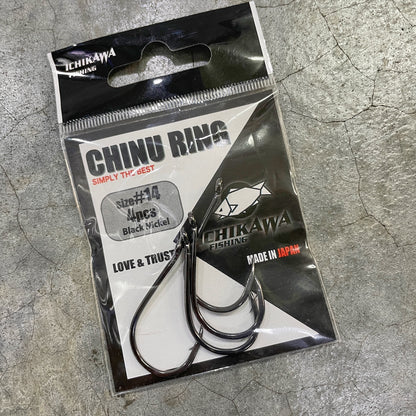 ICHIKAWA
FISHING
CHINU RING
SIMPLY THE BEST
size#14
4pcs
Black Nickel
ICHIKAWA
FISHING
LOVE & TRUST
MADE IN JAPAN